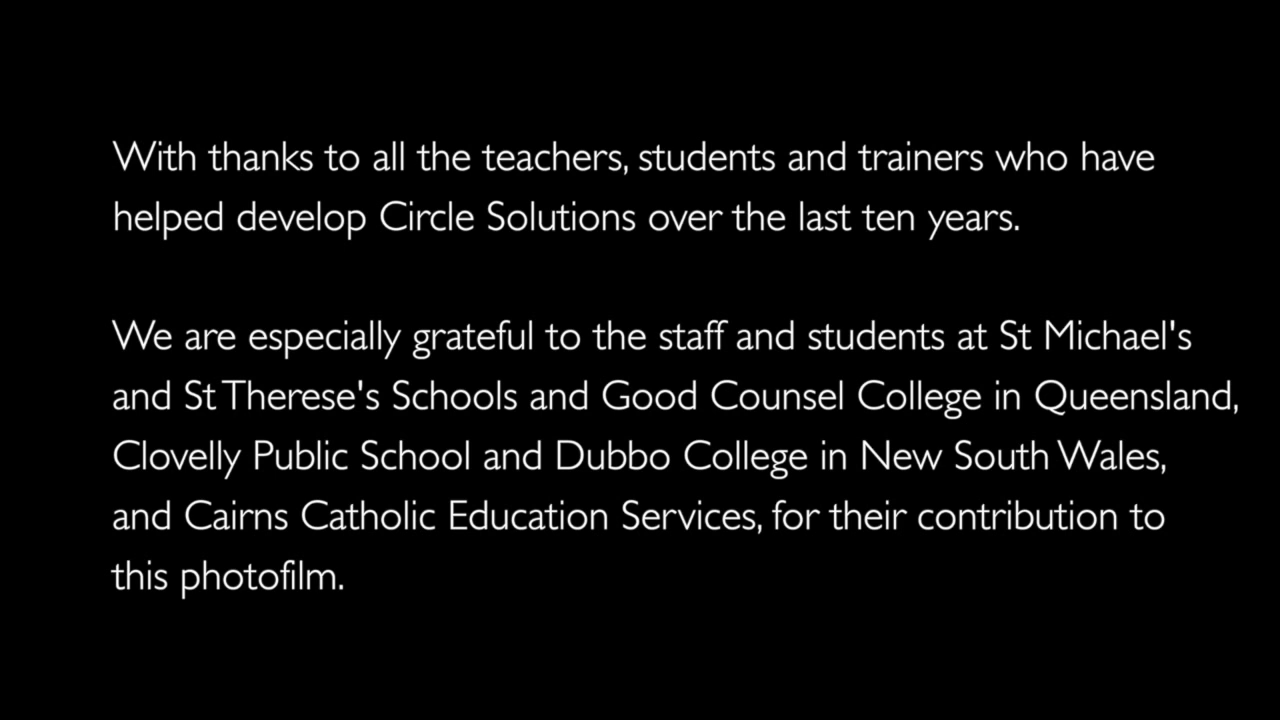 With thanks to all the teachers, students and trainers who have
helped develop Circle Solutions over the last ten years.
We are especially grateful to the staff and students at St Michael's
and St Therese's Schools and Good Counsel College in Queensland,
Clovelly Public School and Dubbo College in New South Wales,
and Cairns Catholic Education Services, for their contribution to
this photofilm.